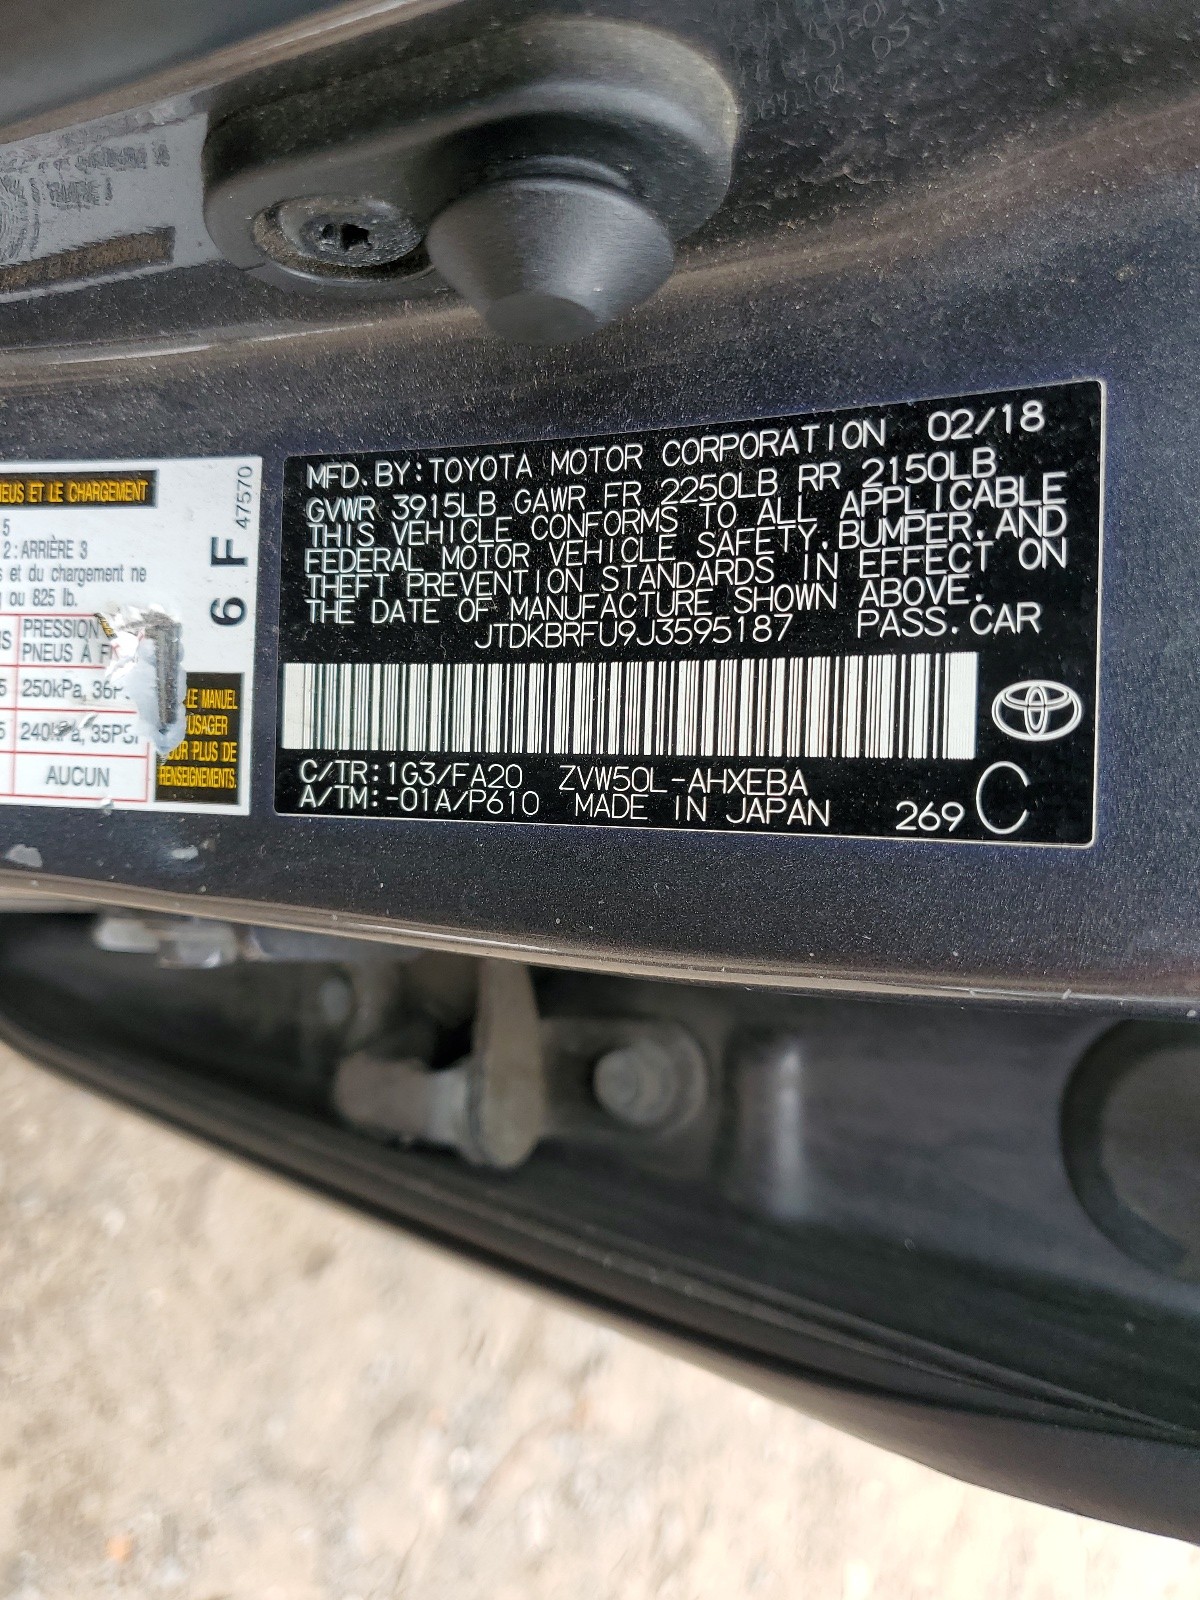 MFD.BY:TOYOTA MOTOR CORPORATION 02/18
GVWR 3915LB GAWR FR 2250LB RR 2150LB
THIS VEHICLE CONFORMS TO ALL APPLICABLE
FEDERAL MOTOR VEHICLE SAFETY,BUMPER,AND
THEFT PREVENTION STANDARDS IN EFFECT ON
THE DATE OF MANUFACTURE SHOWN ABOVE.
JTDKBRFU9J3595187 PASS.CAR
C/TR:1G3/FA20 ZVW50L-AHXEBA
A/TM:-01A/P610 MADE IN JAPAN 269 C
ET LE CHARGEMENT
5
2:ARRIÈRE 3
et du chargement ne
ou 825 lb.
PRESSION
PNEUS À
5 250kPa,
5 35PSI
AUCUN
LE MANUEL
PLUS DE
RENSEIGNEMENTS.
6 F 47570